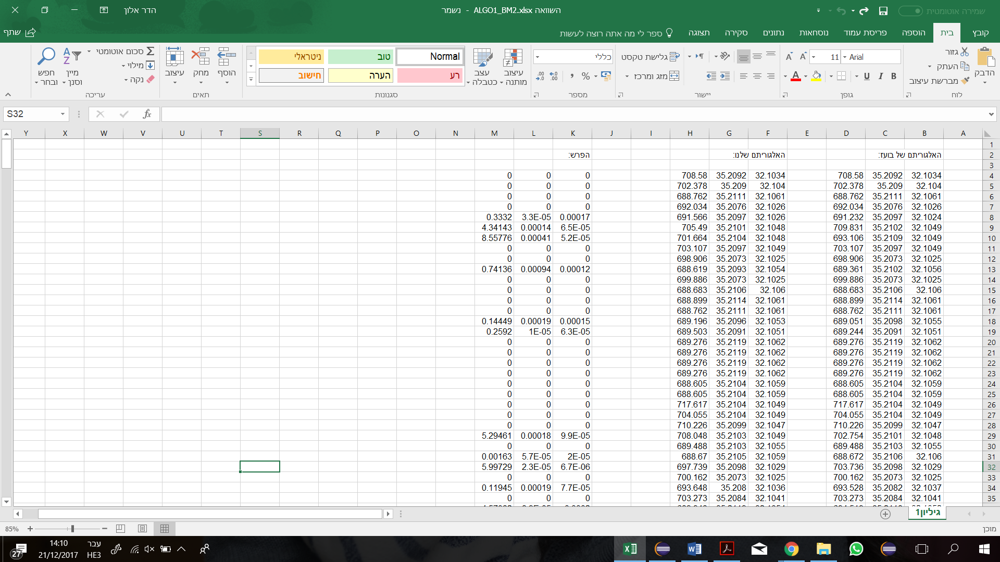 השוואה ALGO1_BM2.xlsx - נשמר
הדר אלון
שמירה אוטומטית
קובץ בית הוספה פריסת עמוד נוסחאות נתונים סקירה תצוגה ספר לי מה אתה רוצה לעשות
שתף
הדבק
גזור
העתק
מברשת עיצוב
לוח
Arial 11
B I U
גופן
גלישת טקסט
מזג ומרכז
יישור
כללי
%
מספר
עיצוב מותנה
עצב כטבלה
Normal טוב ניטראלי
רע הערה חישוב
סגנונות
הוסף מחק עיצוב
תאים
סכום אוטומטי
מילוי
נקה
מיין וסנן
חפש ובחר
עריכה
S32
fx
A B C D E F G H I J K L M N O P Q R S T U V W X Y
1
2 האלגוריתם של בועז: האלגוריתם שלנו: הפרש:
3
4 32.1034 35.2092 708.58 32.1034 35.2092 708.58 0 0 0
5 32.104 35.209 702.378 32.104 35.209 702.378 0 0 0
6 32.1061 35.2111 688.762 32.1061 35.2111 688.762 0 0 0
7 32.1026 35.2076 692.034 32.1026 35.2076 692.034 0 0 0
8 32.1024 35.2097 691.232 32.1026 35.2097 691.566 0.00017 3.3E-05 0.3332
9 32.1049 35.2102 709.831 32.1048 35.2101 705.49 6.5E-05 0.00014 4.34143
10 32.1049 35.2109 693.106 32.1048 35.2104 701.664 5.2E-05 0.00041 8.55776
11 32.1049 35.2097 703.107 32.1049 35.2097 703.107 0 0 0
12 32.1025 35.2073 698.906 32.1025 35.2073 698.906 0 0 0
13 32.1056 35.2102 689.361 32.1054 35.2093 688.619 0.00012 0.00094 0.74136
14 32.1025 35.2073 699.886 32.1025 35.2073 699.886 0 0 0
15 32.106 35.2106 688.683 32.106 35.2106 688.683 0 0 0
16 32.1061 35.2114 688.899 32.1061 35.2114 688.899 0 0 0
17 32.1061 35.2111 688.762 32.1061 35.2111 688.762 0 0 0
18 32.1055 35.2098 689.051 32.1053 35.2096 689.196 0.00015 0.00019 0.14449
19 32.1051 35.2091 689.244 32.1051 35.2091 689.503 6.3E-05 1E-05 0.2592
20 32.1062 35.2119 689.276 32.1062 35.2119 689.276 0 0 0
21 32.1062 35.2119 689.276 32.1062 35.2119 689.276 0 0 0
22 32.1062 35.2119 689.276 32.1062 35.2119 689.276 0 0 0
23 32.1062 35.2119 689.276 32.1062 35.2119 689.276 0 0 0
24 32.1059 35.2104 688.605 32.1059 35.2104 688.605 0 0 0
25 32.1059 35.2104 688.605 32.1059 35.2104 688.605 0 0 0
26 32.1049 35.2104 717.617 32.1049 35.2104 717.617 0 0 0
27 32.1049 35.2104 704.055 32.1049 35.2104 704.055 0 0 0
28 32.1047 35.2099 710.226 32.1047 35.2099 710.226 0 0 0
29 32.1048 35.2101 702.754 32.1049 35.2103 708.048 9.9E-05 0.00018 5.29461
30 32.1055 35.2103 689.488 32.1055 35.2103 689.488 0 0 0
31 32.106 35.2106 688.672 32.1059 35.2105 688.67 2E-05 5.7E-05 0.00163
32 32.1029 35.2098 703.736 32.1029 35.2098 697.739 6.7E-06 2.3E-05 5.99729
33 32.1025 35.2073 700.162 32.1025 35.2073 700.162 0 0 0
34 32.1037 35.2082 693.528 32.1036 35.208 693.648 7.7E-05 0.00019 0.11945
35 32.1041 35.2084 703.273 32.1041 35.2084 703.273 0 0 0
גיליון1
מוכן
85%
14:10
21/12/2017
עבר
HE3
27